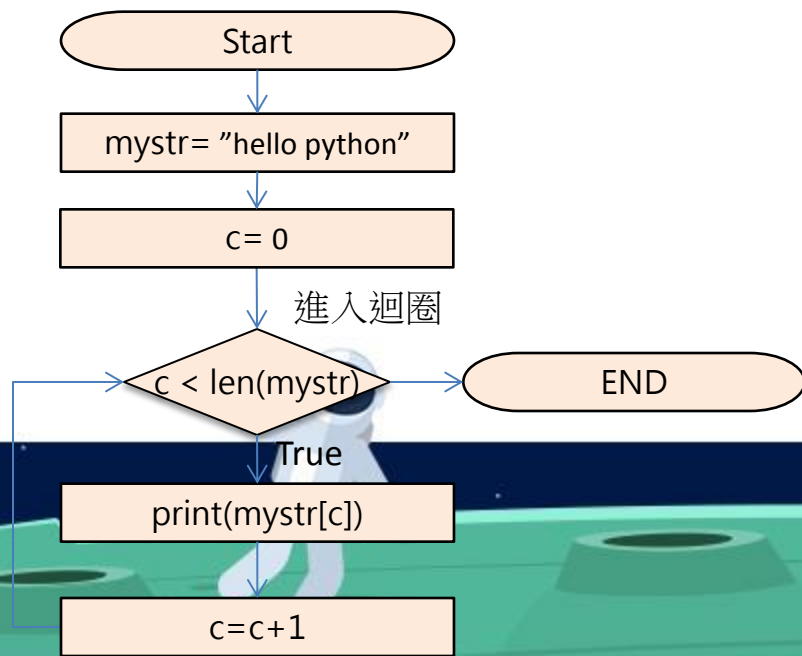 Start
mystr= ”hello python”
c= 0
進入迴圈
c < len(mystr)
END
True
print(mystr[c])
c=c+1